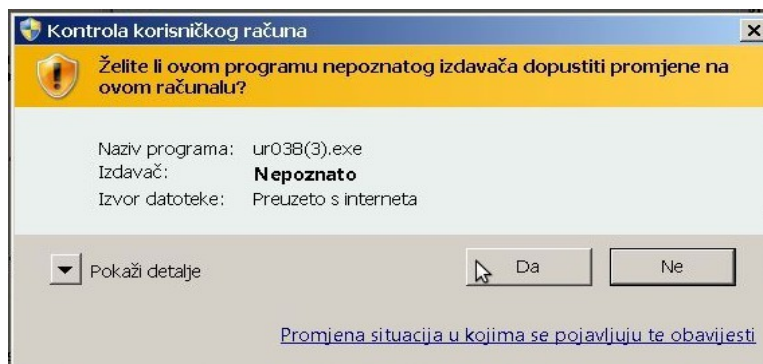 Kontrola korisničkog računa
Želite li ovom programu nepoznatog izdavača dopustiti promjene na
ovom računalu?
Naziv programa: ur038(3).exe
Izdavač: Nepoznato
Izvor datoteke: Preuzeto s interneta
Pokaži detalje
Da
Ne
Promjena situacija u kojima se pojavljuju te obavijesti